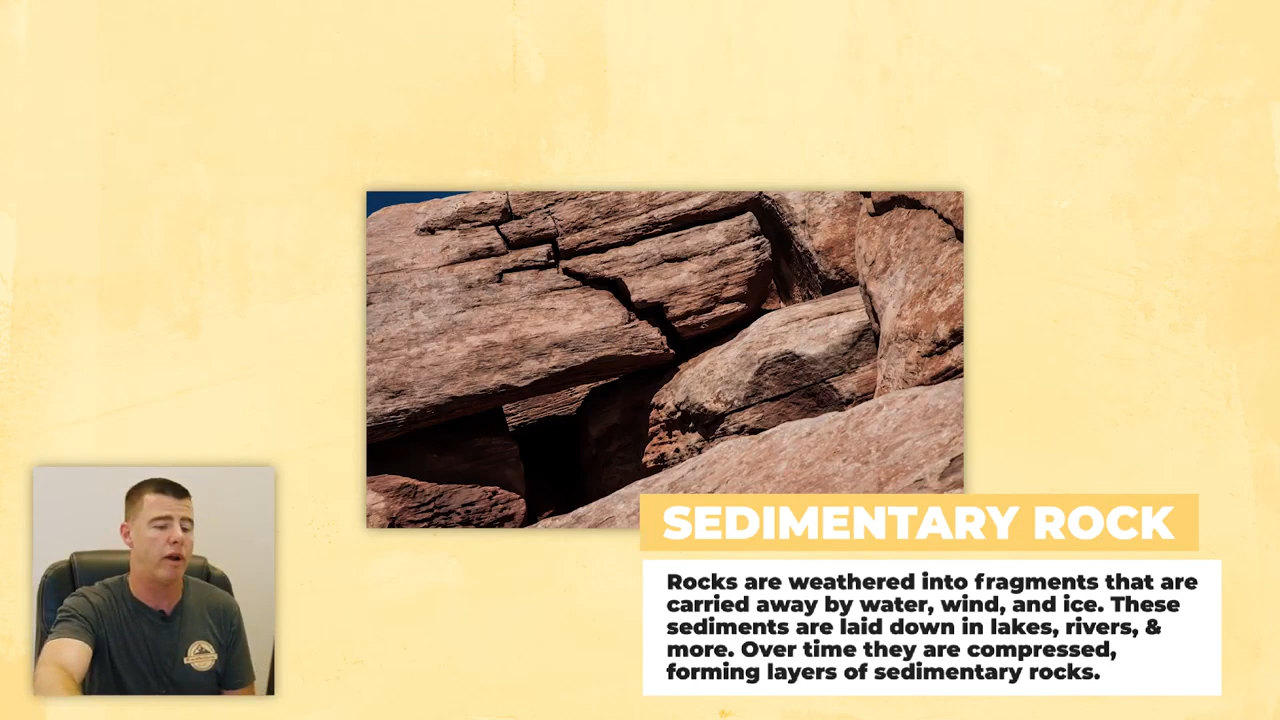 SEDIMENTARY ROCK
Rocks are weathered into fragments that are
carried away by water, wind, and ice. These
sediments are laid down in lakes, rivers, &
more. Over time they are compressed,
forming layers of sedimentary rocks.